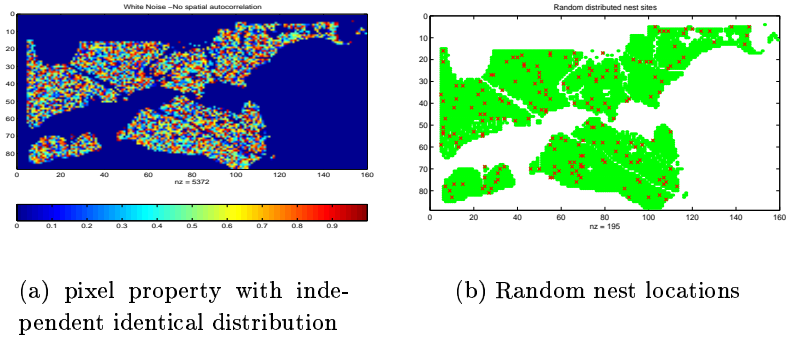 White Noise −No spatial autocorrelation
0
10
20
30
40
50
60
70
80
0 20 40 60 80 100 120 140 160
nz = 5372
0 0.1 0.2 0.3 0.4 0.5 0.6 0.7 0.8 0.9
(a) pixel property with inde-
pendent identical distribution
Random distributed nest sites
0
10
20
30
40
50
60
70
80
0 20 40 60 80 100 120 140 160
nz = 195
(b) Random nest locations